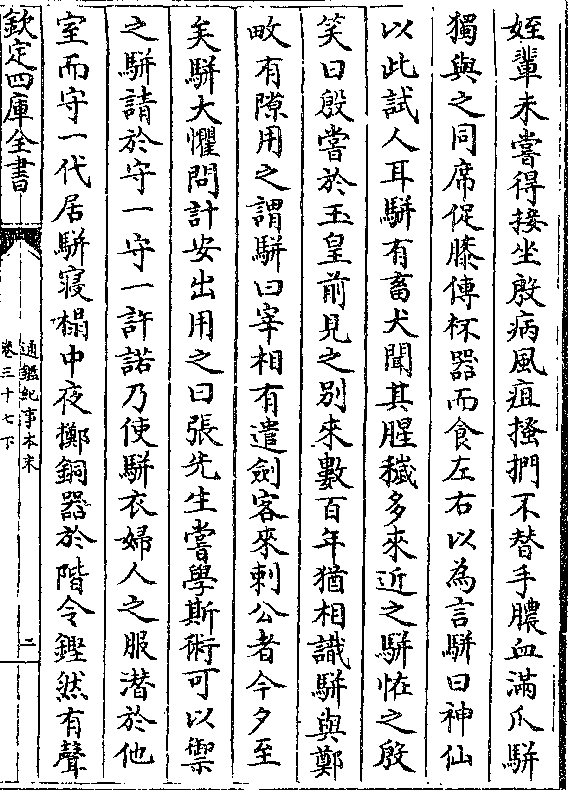 姪輩未嘗得接坐殷病風疽搔捫不替手膿血滿爪駢
獨與之同席促膝傳杯器而食左右以為言駢曰神仙
以此試人耳駢有畜犬聞其腥穢多來近之駢恠之殷
笑曰殷嘗於玉皇前見之别來數百年猶相識駢與鄭
畋有隙用之謂駢曰宰相有遣劍客來刺公者今夕至
矣駢大懼問計安出用之曰張先生嘗學斯術可以禦
之駢請於守一守一許諾乃使駢衣婦人之服潜於他
室而守一代居駢寢榻中夜擲銅器於階令鏗然有聲
欽定四庫全書
通鑑紀事本末
卷三十七下
二